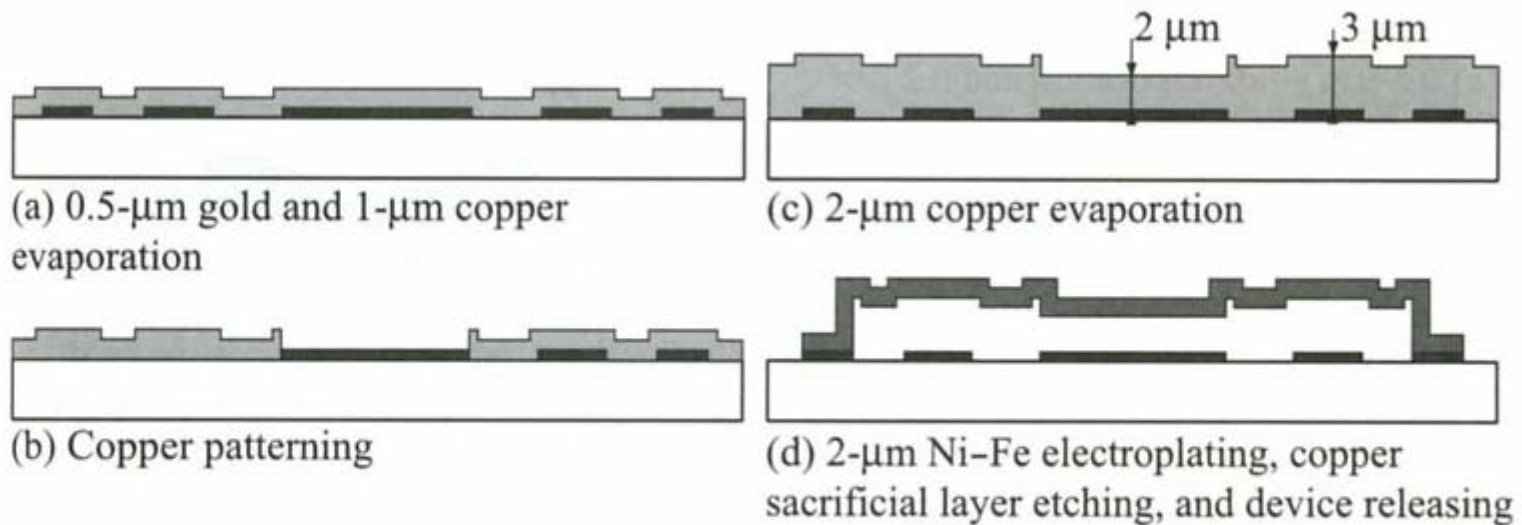 (a) 0.5-μm gold and 1-μm copper
evaporation
(b) Copper patterning
2 μm
3 μm
(c) 2-μm copper evaporation
(d) 2-μm Ni–Fe electroplating, copper
sacrificial layer etching, and device releasing